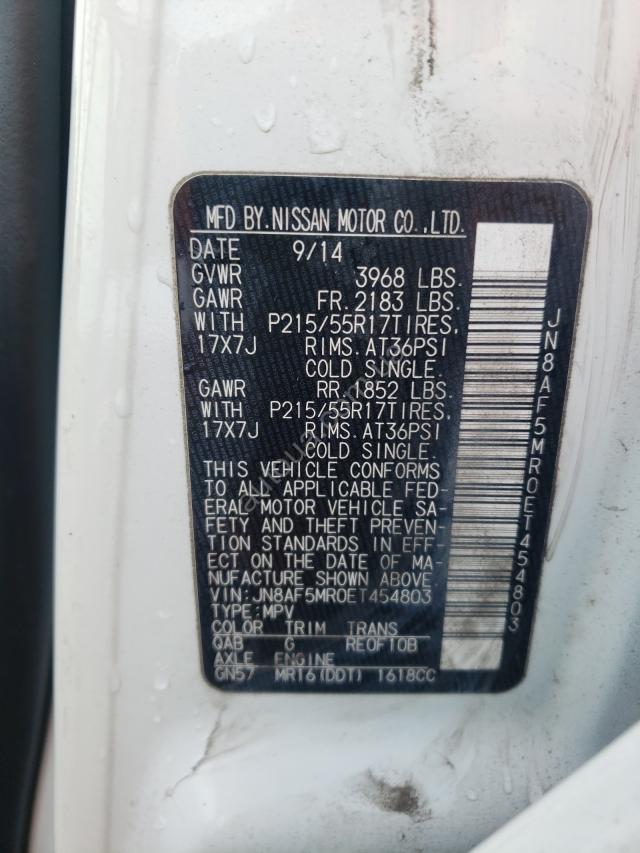 MFD BY.NISSAN MOTOR CO.,LTD.
DATE 9/14
GVWR 3968 LBS.
GAWR FR.2183 LBS.
WITH P215/55R17TIRES,
17X7J RIMS.AT36PSI
COLD SINGLE.
GAWR RR.1852 LBS.
WITH P215/55R17TIRES,
17X7J RIMS.AT36PSI
COLD SINGLE.
THIS VEHICLE CONFORMS
TO ALL APPLICABLE FED-
ERAL MOTOR VEHICLE SA-
FETY AND THEFT PREVEN-
TION STANDARDS IN EFF-
ECT ON THE DATE OF MA-
NUFACTURE SHOWN ABOVE
VIN:JN8AF5MR0ET454803
TYPE:MPV
COLOR TRIM TRANS
QAB G RE0F10B
AXLE ENGINE
GN57 MR16(DDT) 1618CC
JN8AF5MR0ET454803